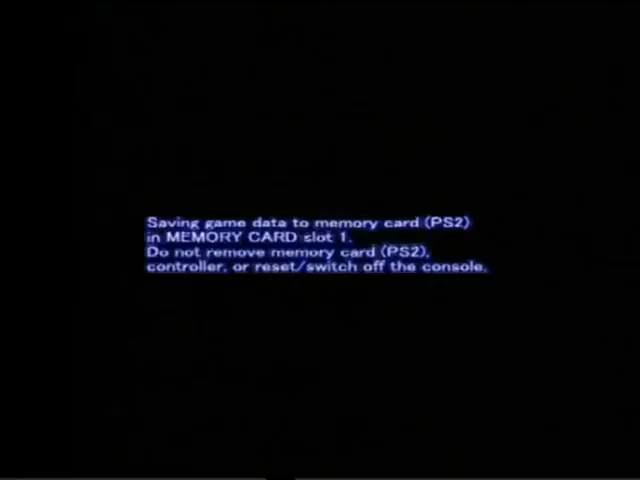 Saving game data to memory card (PS2)
in MEMORY CARD slot 1.
Do not remove memory card (PS2),
controller, or reset/switch off the console.